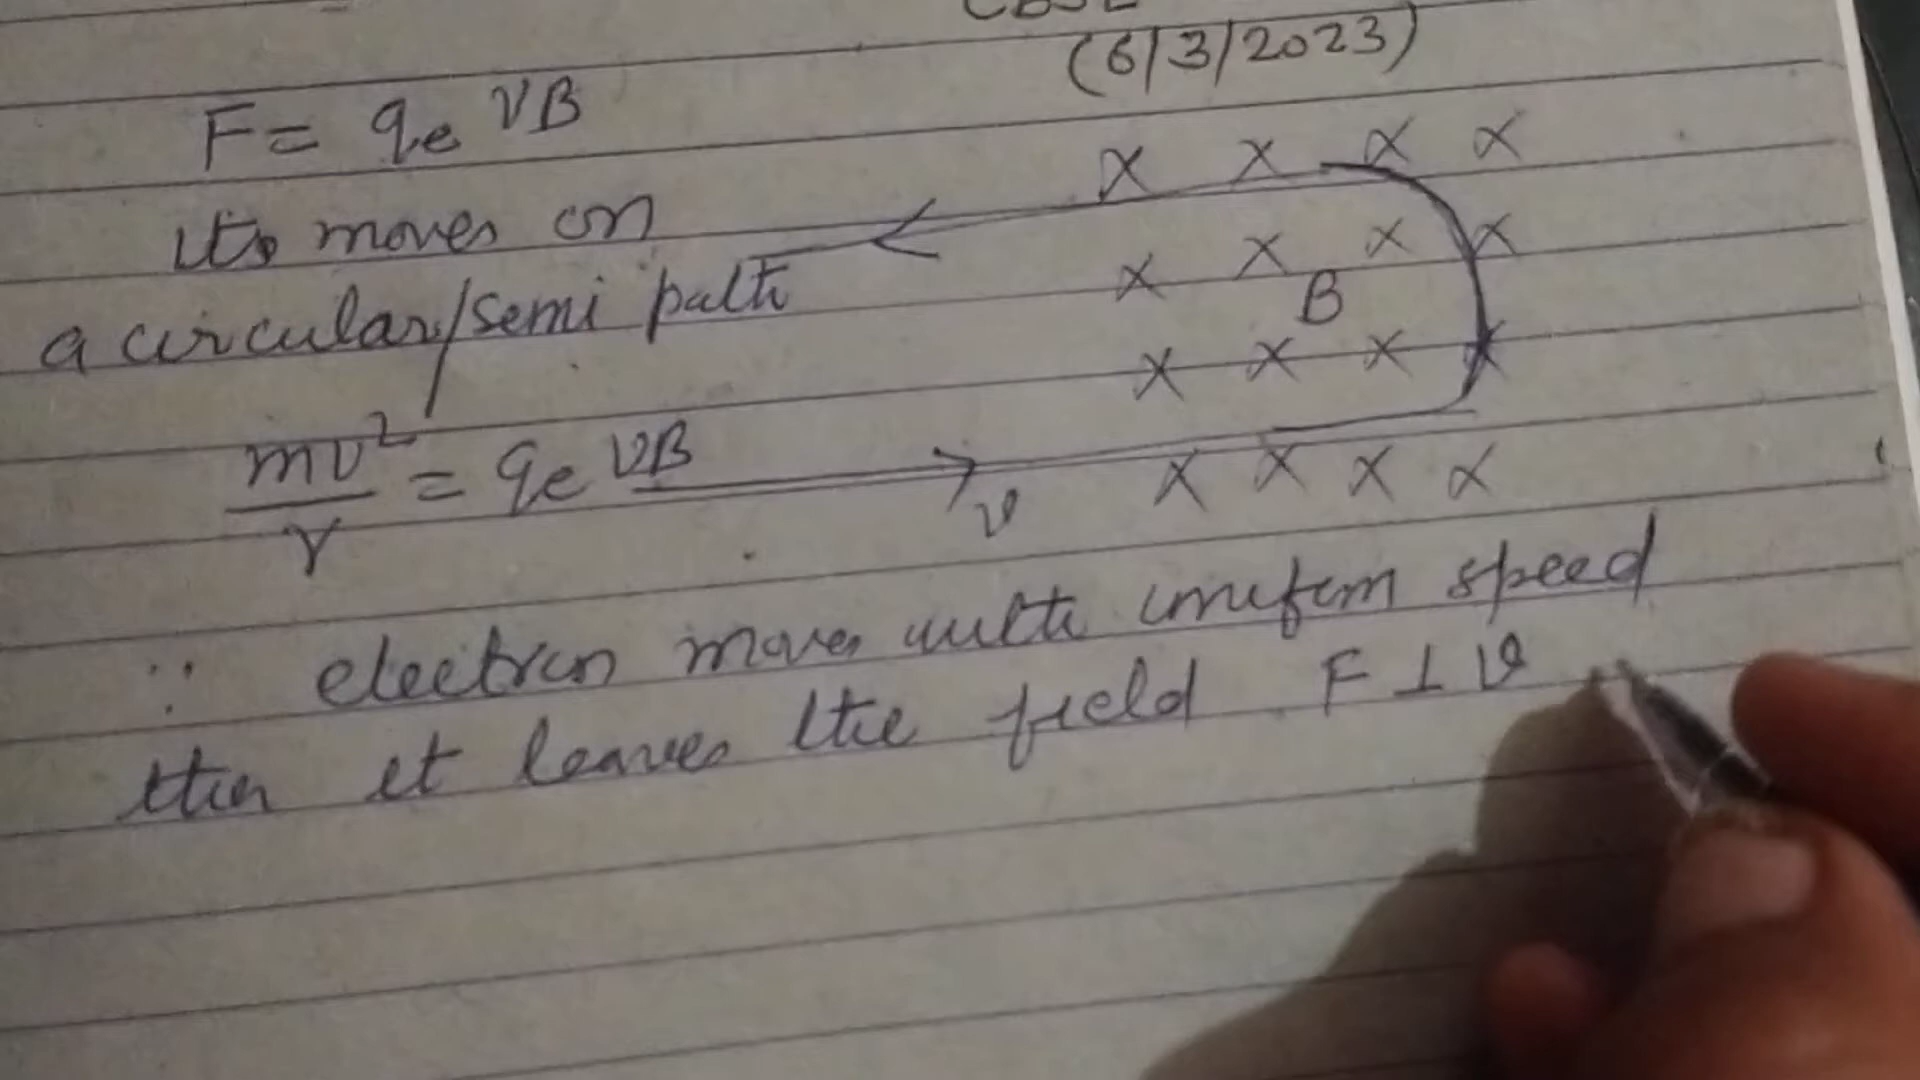 CBSE
(6/3/2023)
F = qe VB
its moves on
a circular/semi path
mv²/r = qe VB
X X X X
X X X X
B
X X X X
v
X X X X
∵ electron moves with uniform speed
then it leaves the field F ⊥ v